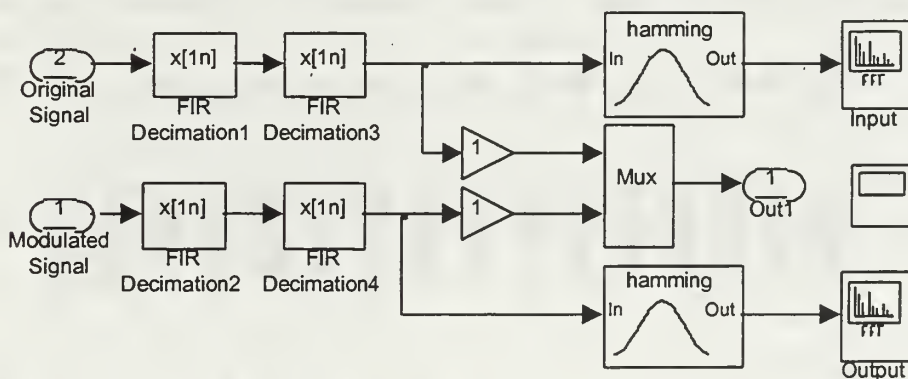 2
Original
Signal
x[1n]
FIR
Decimation1
x[1n]
FIR
Decimation3
hamming
In
Out
FFT
Input
1
Mux
1
Out1
1
Modulated
Signal
x[1n]
FIR
Decimation2
x[1n]
FIR
Decimation4
1
hamming
In
Out
FFT
Output